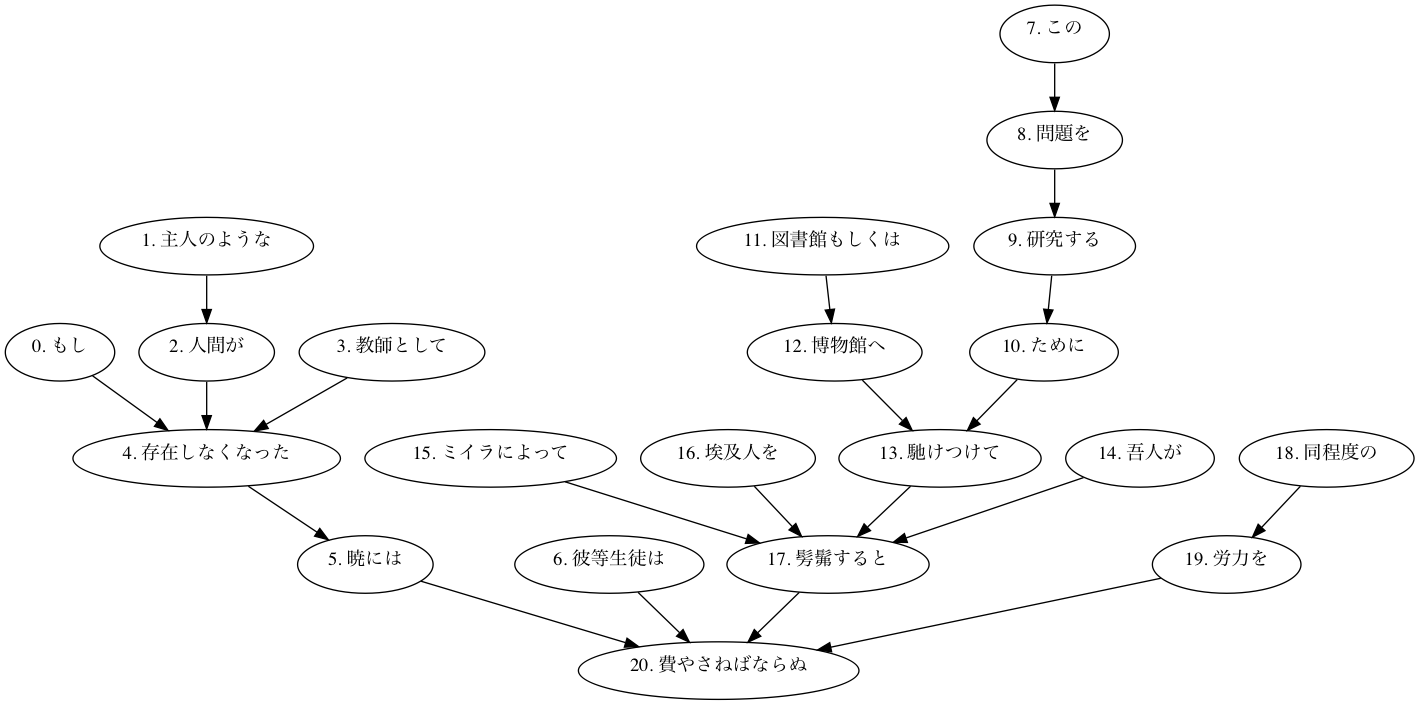 7. この
8. 問題を
1. 主人のような
11. 図書館もしくは
9. 研究する
0. もし
2. 人間が
3. 教師として
12. 博物館へ
10. ために
4. 存在しなくなった
15. ミイラによって
16. 埃及人を
13. 馳けつけて
14. 吾人が
18. 同程度の
5. 暁には
6. 彼等生徒は
17. 髣髴すると
19. 労力を
20. 費やさねばならぬ